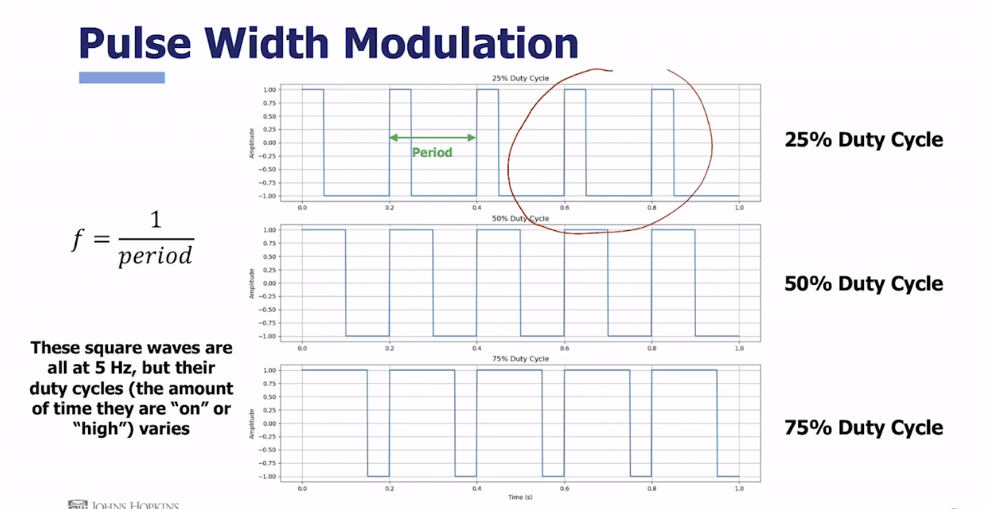 Pulse Width Modulation
25% Duty Cycle
1.00
0.75
0.50
0.25
0.00
−0.25
−0.50
−0.75
−1.00
Amplitude
Period
0.0 0.2 0.4 0.6 0.8 1.0
25% Duty Cycle
50% Duty Cycle
1.00
0.75
0.50
0.25
0.00
−0.25
−0.50
−0.75
−1.00
Amplitude
0.0 0.2 0.4 0.6 0.8 1.0
50% Duty Cycle
75% Duty Cycle
1.00
0.75
0.50
0.25
0.00
−0.25
−0.50
−0.75
−1.00
Amplitude
0.0 0.2 0.4 0.6 0.8 1.0
Time (s)
75% Duty Cycle
f = 1 / period
These square waves are
all at 5 Hz, but their
duty cycles (the amount
of time they are “on” or
“high”) varies
JOHNS HOPKINS